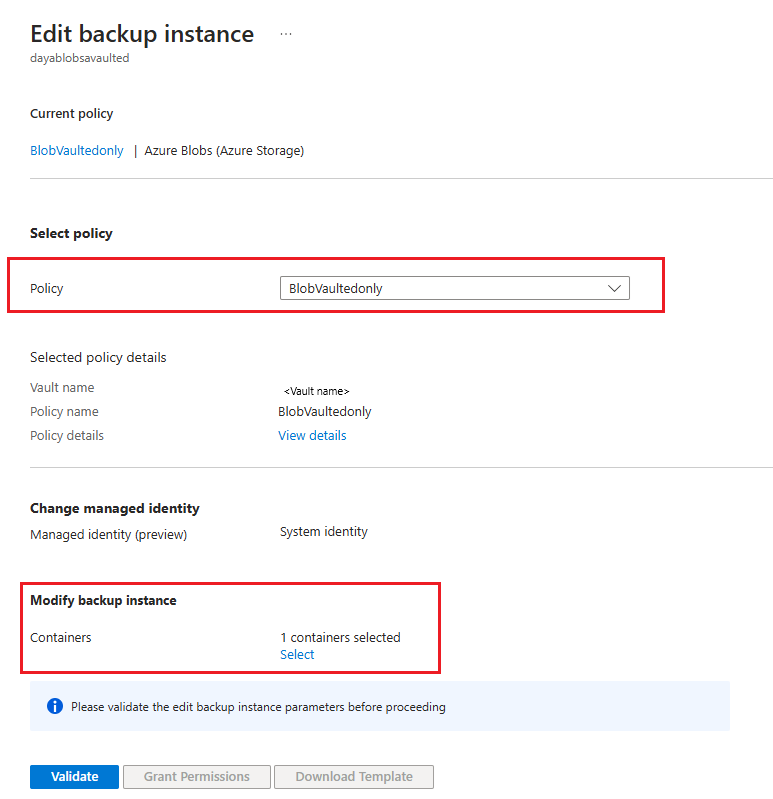 Edit backup instance ...
dayablobsavaulted
Current policy
BlobVaultedonly | Azure Blobs (Azure Storage)
Select policy
Policy BlobVaultedonly
Selected policy details
Vault name <Vault name>
Policy name BlobVaultedonly
Policy details View details
Change managed identity
Managed identity (preview) System identity
Modify backup instance
Containers 1 containers selected
Select
Please validate the edit backup instance parameters before proceeding
Validate Grant Permissions Download Template